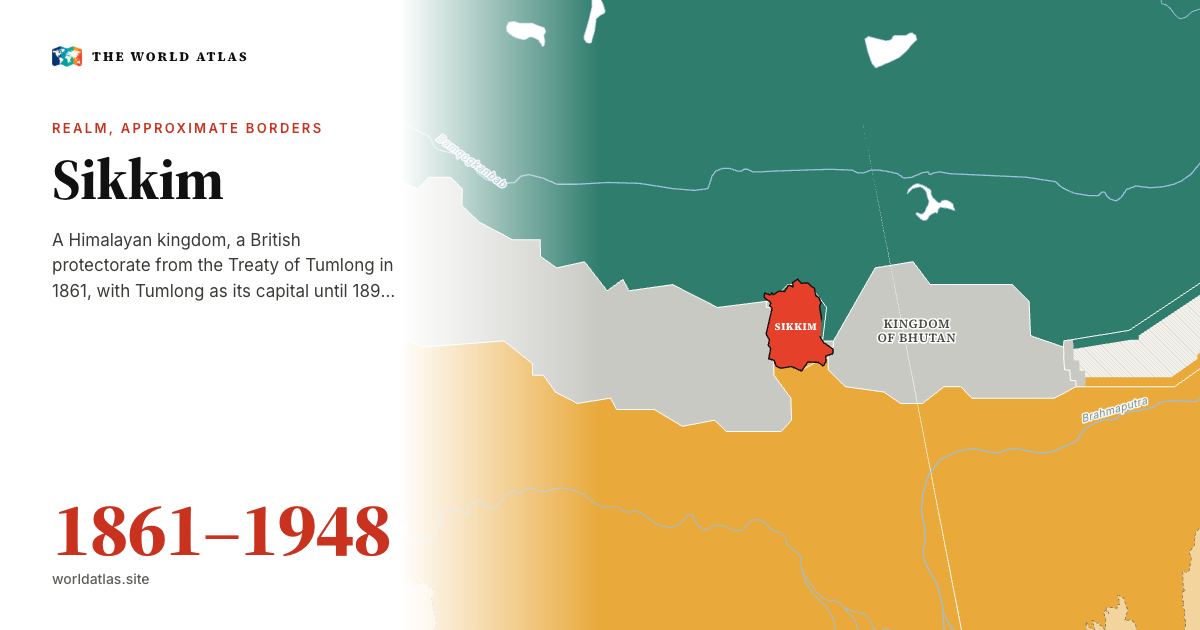 THE WORLD ATLAS
REALM, APPROXIMATE BORDERS
Sikkim
A Himalayan kingdom, a British
protectorate from the Treaty of Tumlong in
1861, with Tumlong as its capital until 189...
1861–1948
worldatlas.site
SIKKIM
KINGDOM
OF BHUTAN
Brahmaputra